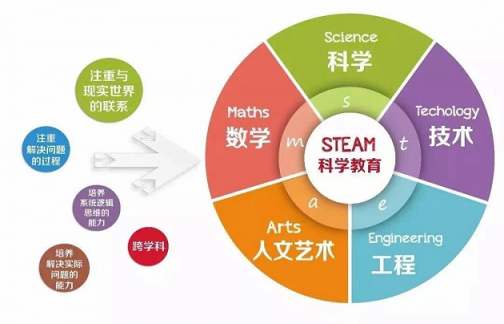 注重与
现实世界
的联系
注重
解决问题
的过程
培养
系统逻辑
思维的
能力
培养
解决实际
问题的
能力
跨学科
Science
科学
Techology
技术
Engineering
工程
Arts
人文艺术
Maths
数学
s
t
e
a
m
STEAM
科学教育